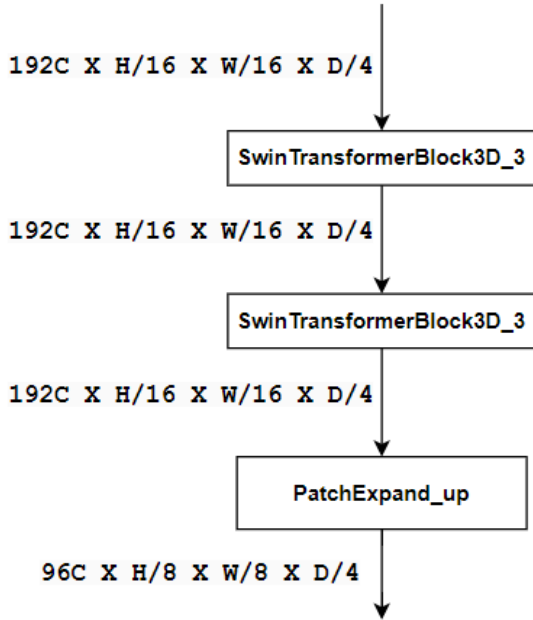 192C X H/16 X W/16 X D/4
SwinTransformerBlock3D_3
192C X H/16 X W/16 X D/4
SwinTransformerBlock3D_3
192C X H/16 X W/16 X D/4
PatchExpand_up
96C X H/8 X W/8 X D/4